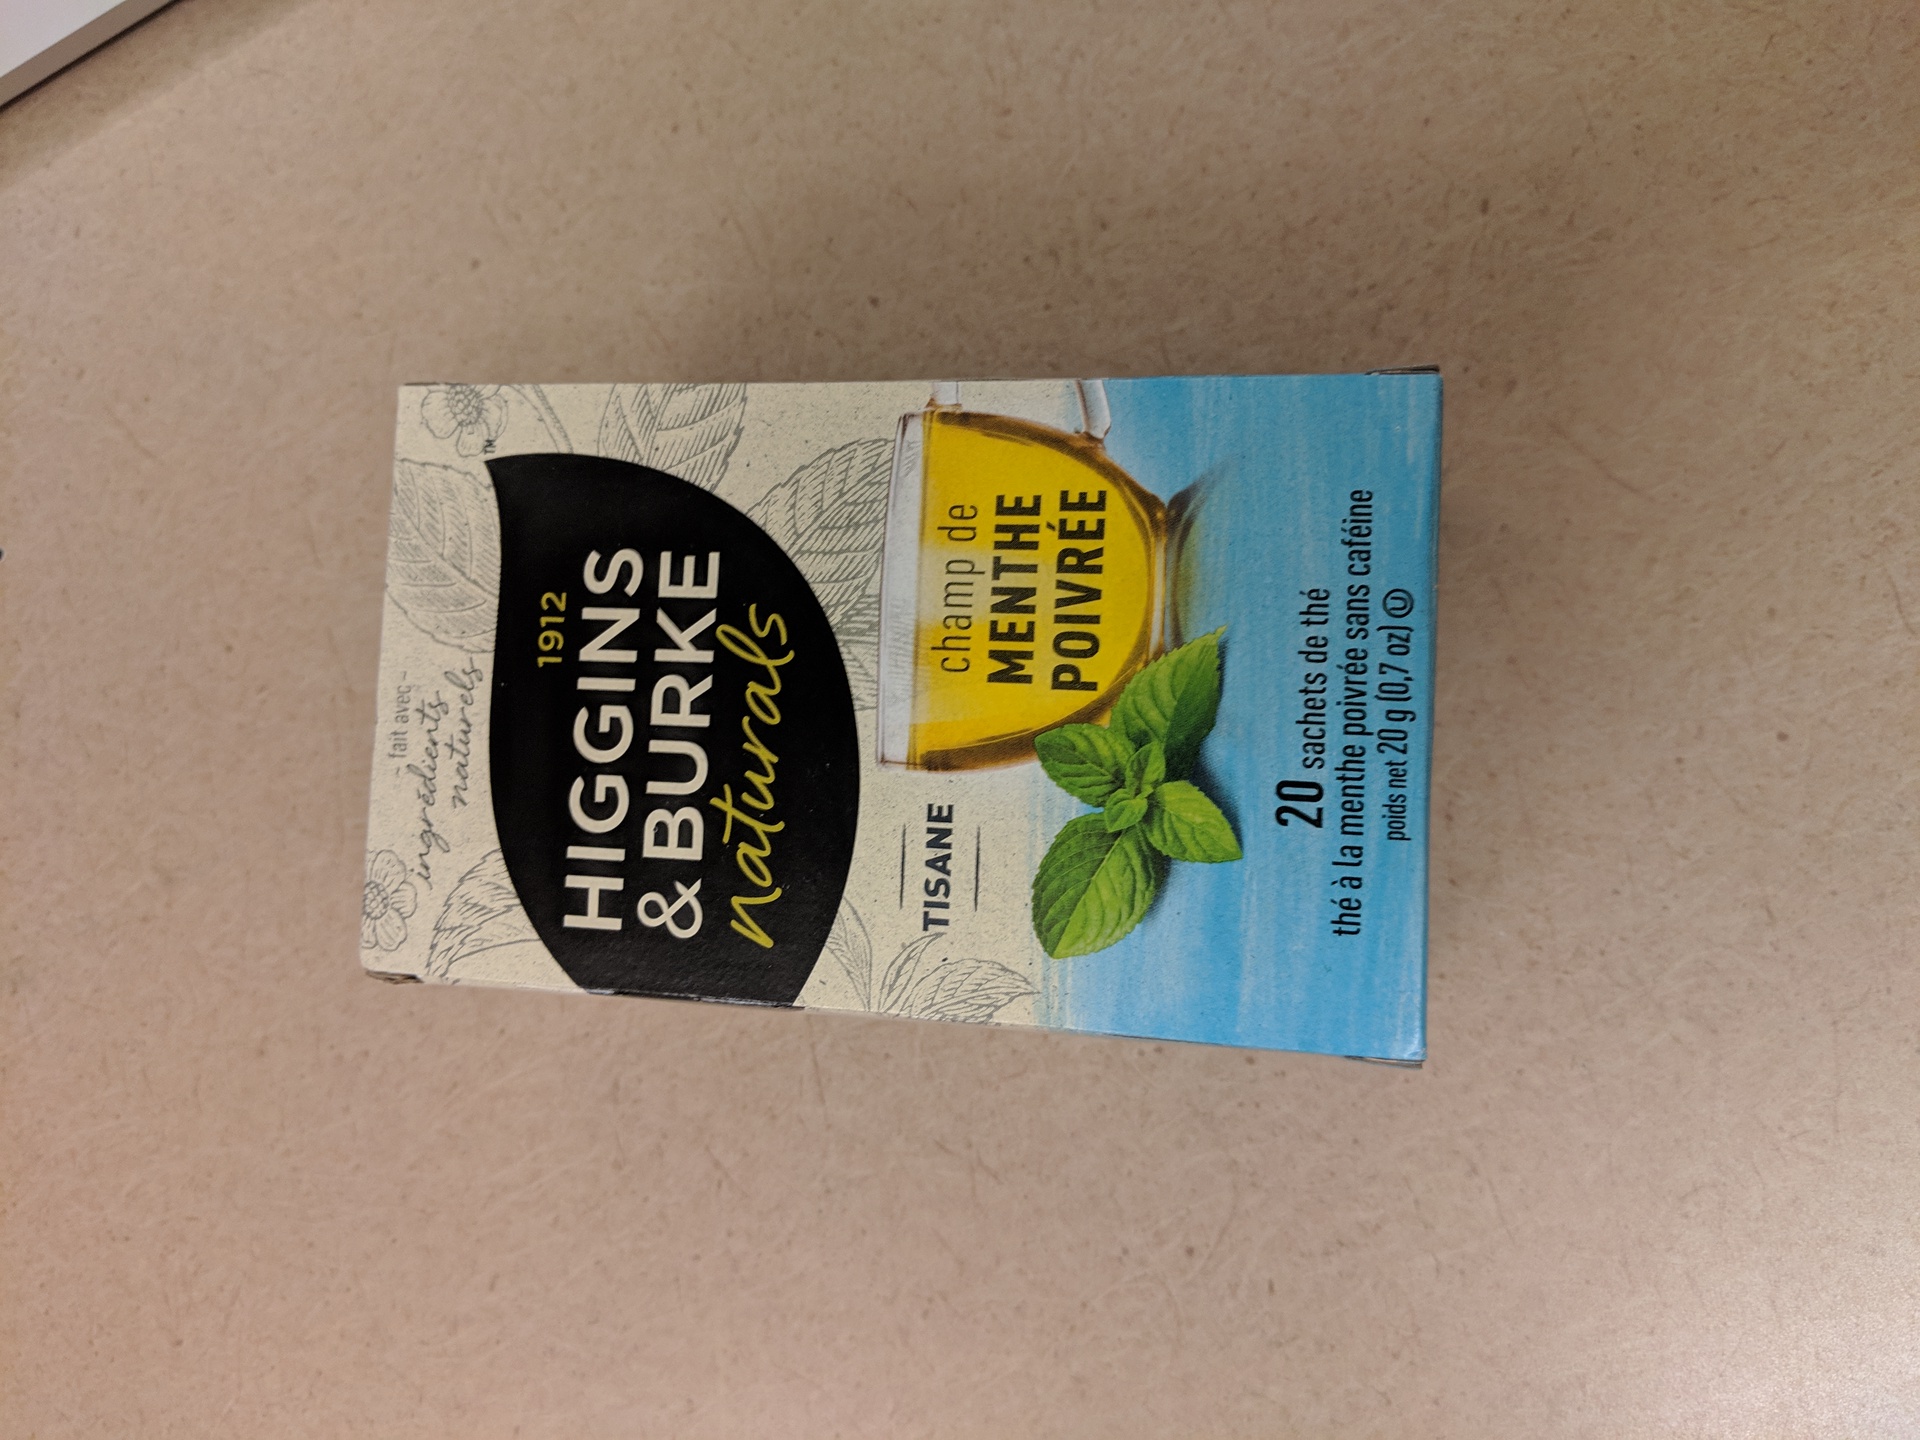 - fait avec -
ingrédients
naturels
1912
HIGGINS
& BURKE
naturals
TM
TISANE
champ de
MENTHE
POIVRÉE
20 sachets de thé
thé à la menthe poivrée sans caféine
poids net 20 g (0,7 oz) U